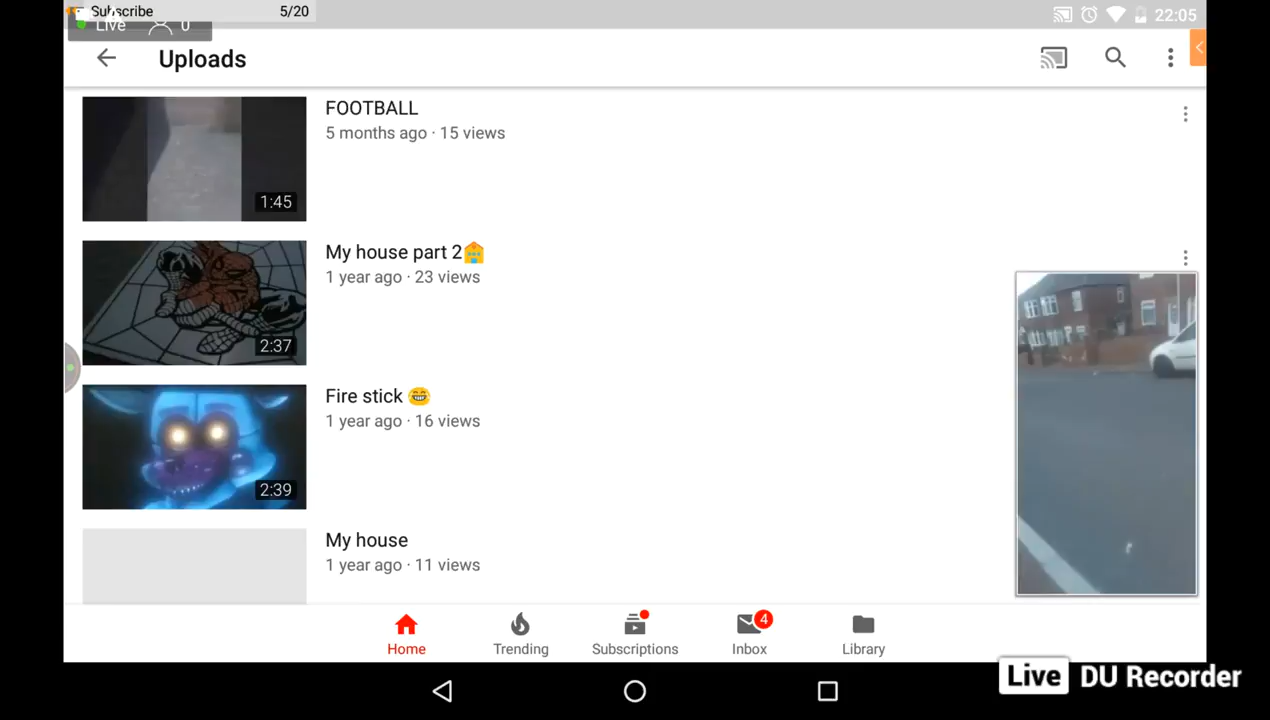 Subscribe 5/20
Live 0
22:05
Uploads
FOOTBALL
5 months ago · 15 views
1:45
My house part 2🏠
1 year ago · 23 views
2:37
Fire stick 😁
1 year ago · 16 views
2:39
My house
1 year ago · 11 views
Home
Trending
Subscriptions
4
Inbox
Library
Live DU Recorder